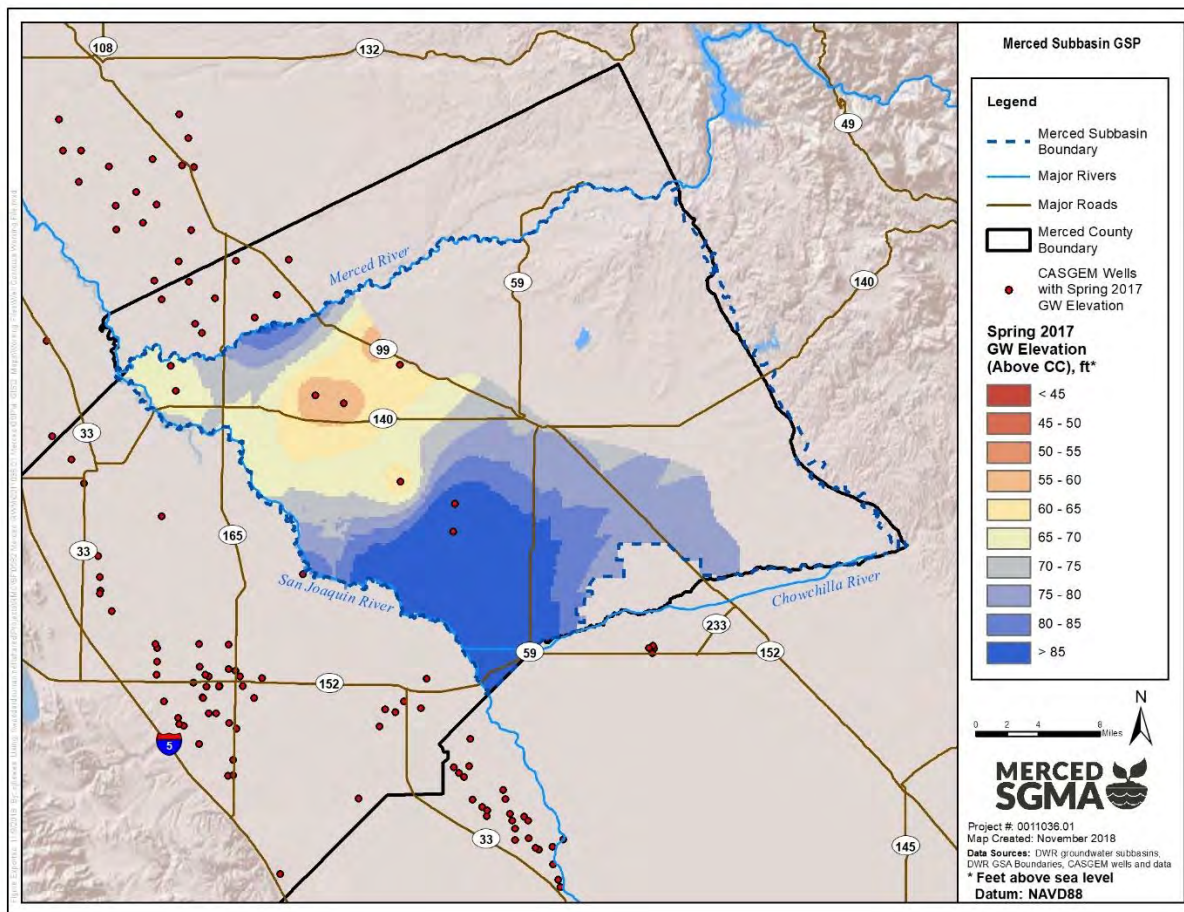 Merced Subbasin GSP
Legend
Merced Subbasin
Boundary
Major Rivers
Major Roads
Merced County
Boundary
CASGEM Wells
with Spring 2017
GW Elevation
Spring 2017
GW Elevation
(Above CC), ft*
< 45
45 - 50
50 - 55
55 - 60
60 - 65
65 - 70
70 - 75
75 - 80
80 - 85
> 85
N
0 2 4 8
Miles
MERCED
SGMA
Project #: 0011036.01
Map Created: November 2018
Data Sources: DWR groundwater subbasins,
DWR GSA Boundaries, CASGEM wells and data
* Feet above sea level
Datum: NAVD88
108
132
49
Merced River
59
140
99
140
33
165
33
San Joaquin River
Chowchilla River
233
59
152
152
5
33
145